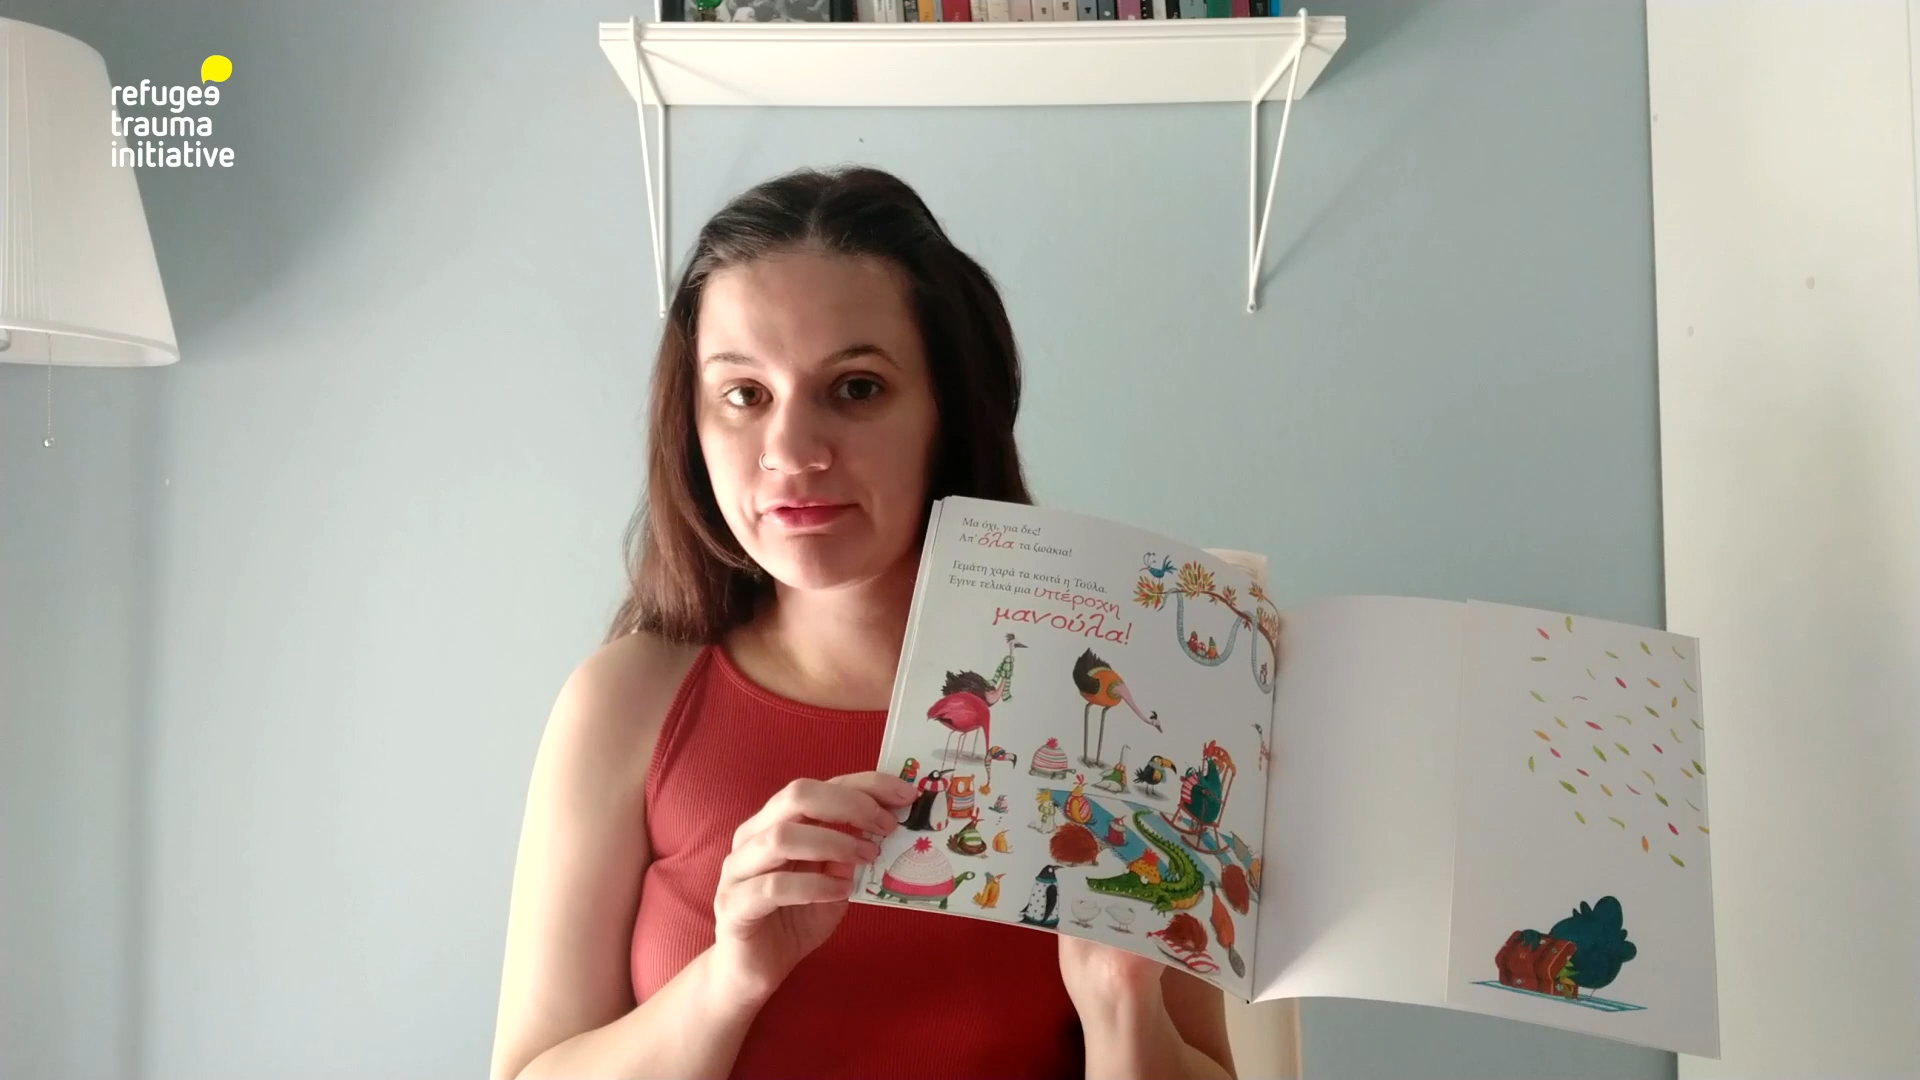 refugee
trauma
initiative
Μα όχι, για δες!
Απ' όλα τα ζωάκια!
Γεμάτη χαρά τα κοιτά η Τούλα.
Έγινε τελικά μια υπέροχη
μανούλα!